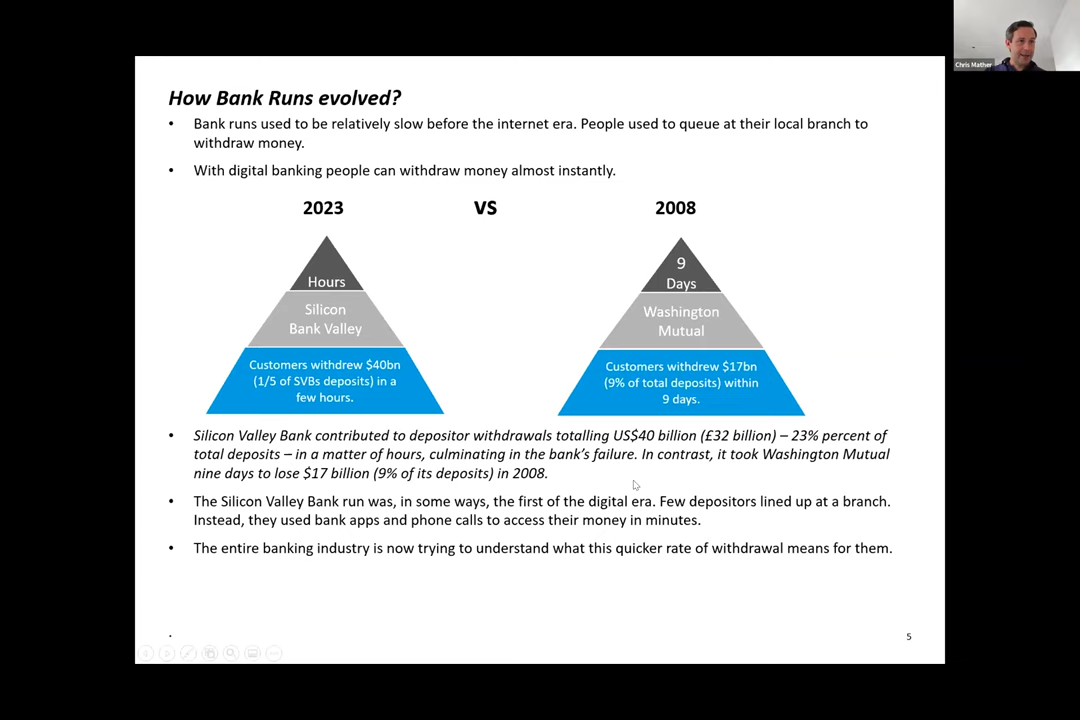 Chris Mather
How Bank Runs evolved?
• Bank runs used to be relatively slow before the internet era. People used to queue at their local branch to
withdraw money.
• With digital banking people can withdraw money almost instantly.
2023 VS 2008
Hours
Silicon
Bank Valley
Customers withdrew $40bn
(1/5 of SVBs deposits) in a
few hours.
9
Days
Washington
Mutual
Customers withdrew $17bn
(9% of total deposits) within
9 days.
• Silicon Valley Bank contributed to depositor withdrawals totalling US$40 billion (£32 billion) – 23% percent of
total deposits – in a matter of hours, culminating in the bank's failure. In contrast, it took Washington Mutual
nine days to lose $17 billion (9% of its deposits) in 2008.
• The Silicon Valley Bank run was, in some ways, the first of the digital era. Few depositors lined up at a branch.
Instead, they used bank apps and phone calls to access their money in minutes.
• The entire banking industry is now trying to understand what this quicker rate of withdrawal means for them.
.
5